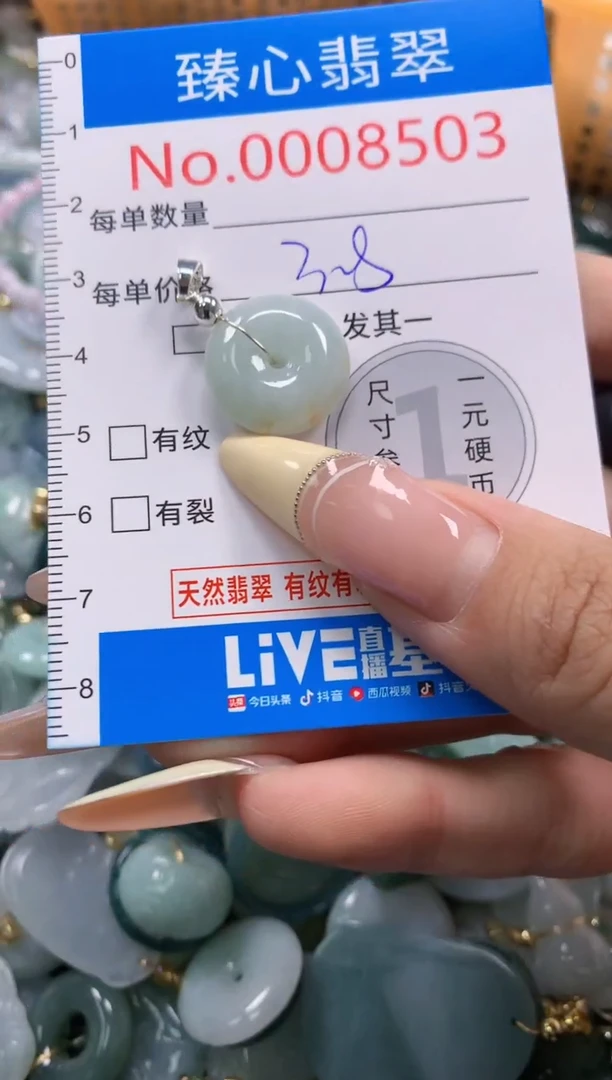 0
臻心翡翠
1
No.0008503
2
每单数量
3
每单价格
4
发其一
尺寸
一元硬币
1
5
有纹
6
有裂
7
天然翡翠 有纹有
8
LiVE直播基
头条 今日头条 抖音 西瓜视频 抖音